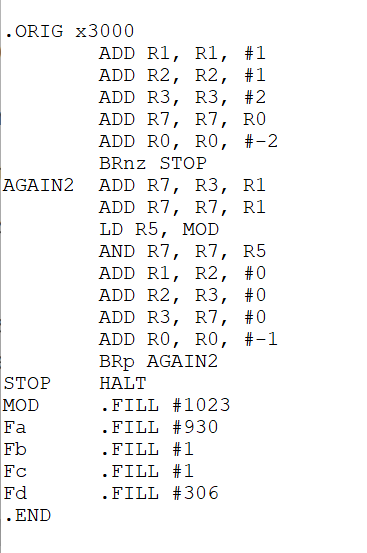 .ORIG x3000
ADD R1, R1, #1
ADD R2, R2, #1
ADD R3, R3, #2
ADD R7, R7, R0
ADD R0, R0, #-2
BRnz STOP
AGAIN2 ADD R7, R3, R1
ADD R7, R7, R1
LD R5, MOD
AND R7, R7, R5
ADD R1, R2, #0
ADD R2, R3, #0
ADD R3, R7, #0
ADD R0, R0, #-1
BRp AGAIN2
STOP HALT
MOD .FILL #1023
Fa .FILL #930
Fb .FILL #1
Fc .FILL #1
Fd .FILL #306
.END